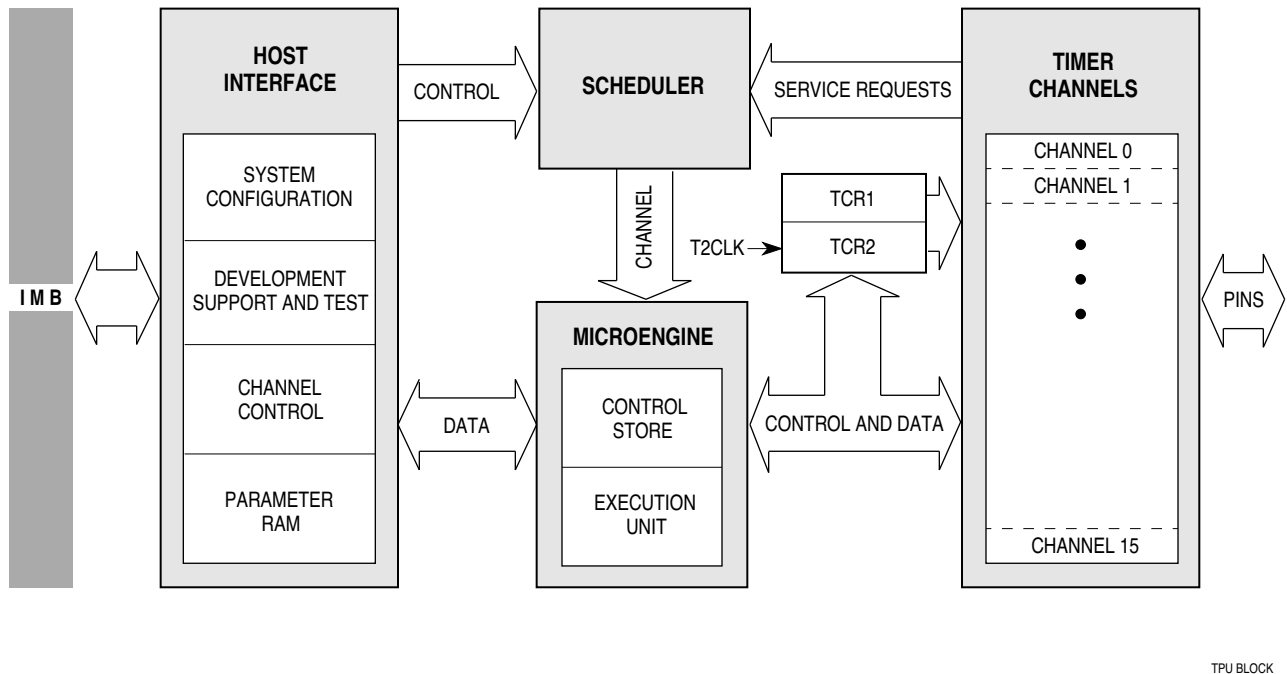 HOST
INTERFACE
SYSTEM
CONFIGURATION
DEVELOPMENT
SUPPORT AND TEST
CHANNEL
CONTROL
PARAMETER
RAM
I M B
CONTROL
DATA
SCHEDULER
CHANNEL
MICROENGINE
CONTROL
STORE
EXECUTION
UNIT
SERVICE REQUESTS
T2CLK
TCR1
TCR2
CONTROL AND DATA
TIMER
CHANNELS
CHANNEL 0
CHANNEL 1
CHANNEL 15
PINS
TPU BLOCK